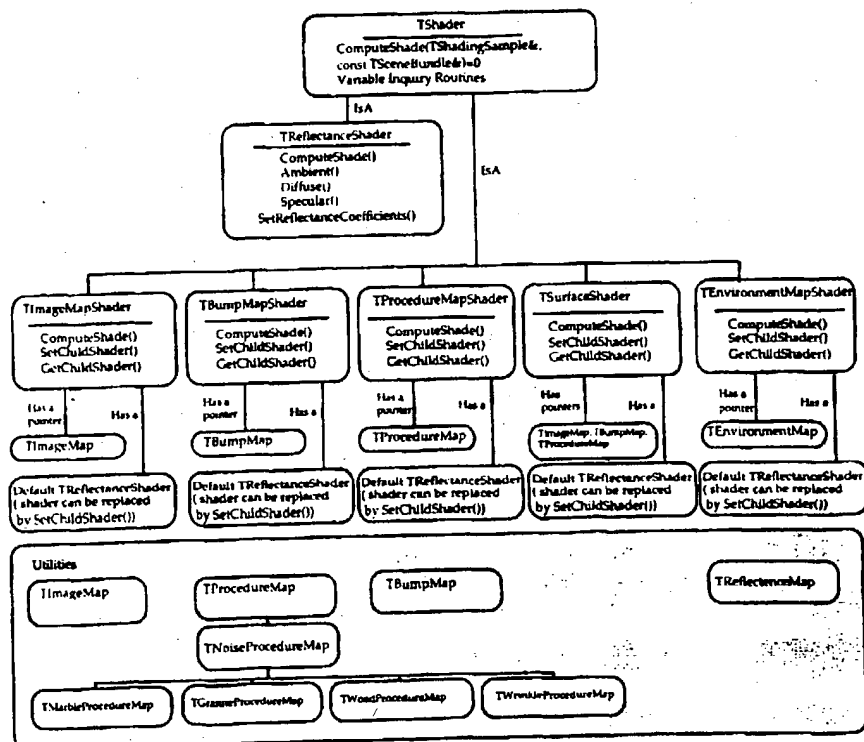 TShader
ComputeShade(TShadingSample&,
const TSceneBundle&)=0
Variable Inquiry Routines
IsA
TReflectanceShader
ComputeShade()
Ambient()
Diffuse()
Specular()
SetReflectanceCoefficients()
IsA
TImageMapShader
ComputeShade()
SetChildShader()
GetChildShader()
TBumpMapShader
ComputeShade()
SetChildShader()
GetChildShader()
TProcedureMapShader
ComputeShade()
SetChildShader()
GetChildShader()
TSurfaceShader
ComputeShade()
SetChildShader()
GetChildShader()
TEnvironmentMapShader
ComputeShade()
SetChildShader()
GetChildShader()
Has a
pointer
Has a
Has a
pointer
Has a
Has a
pointer
Has a
Has
pointers
Has a
Has a
pointer
Has a
TImageMap
TBumpMap
TProcedureMap
TImageMap, TBumpMap,
TProcedureMap
TEnvironmentMap
Default TReflectanceShader
( shader can be replaced
by SetChildShader())
Default TReflectanceShader
( shader can be replaced
by SetChildShader())
Default TReflectanceShader
( shader can be replaced
by SetChildShader())
Default TReflectanceShader
( shader can be replaced
by SetChildShader())
Default TReflectanceShader
( shader can be replaced
by SetChildShader())
Utilities
TImageMap
TProcedureMap
TBumpMap
TReflectenceMap
TNoiseProcedureMap
TMarbleProcedureMap
TGraniteProcedureMap
TWoodProcedureMap
TWrinkleProcedureMap